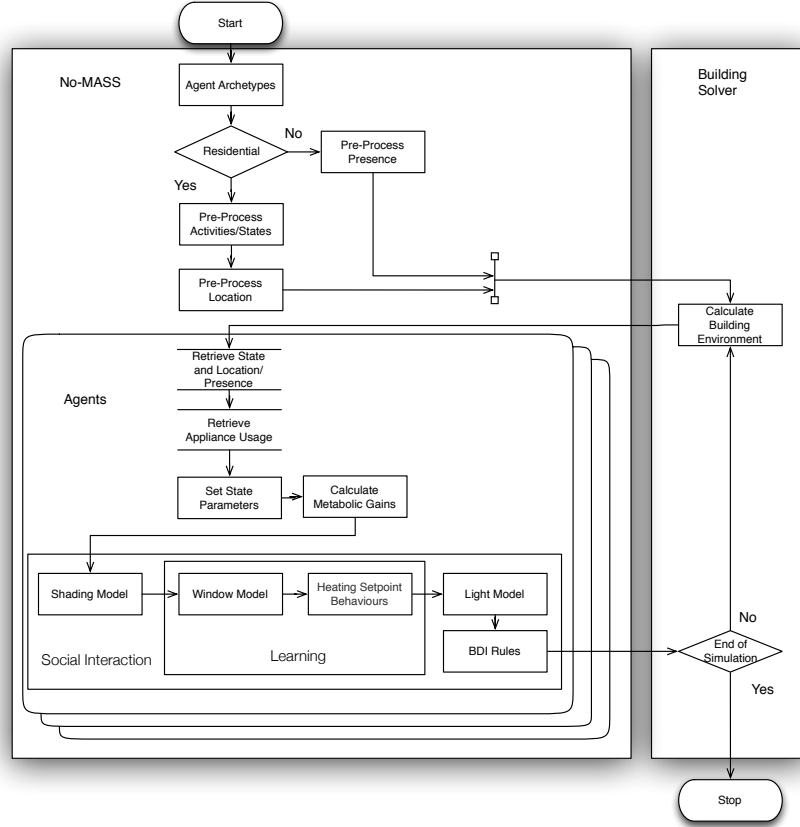 Start
No-MASS
Building
Solver
Agent Archetypes
Residential
No
Pre-Process
Presence
Yes
Pre-Process
Activities/States
Pre-Process
Location
Calculate
Building
Environment
Retrieve State
and Location/
Presence
Agents
Retrieve
Appliance Usage
Set State
Parameters
Calculate
Metabolic Gains
Shading Model
Window Model
Heating Setpoint
Behaviours
Light Model
Social Interaction
Learning
BDI Rules
No
End of
Simulation
Yes
Stop